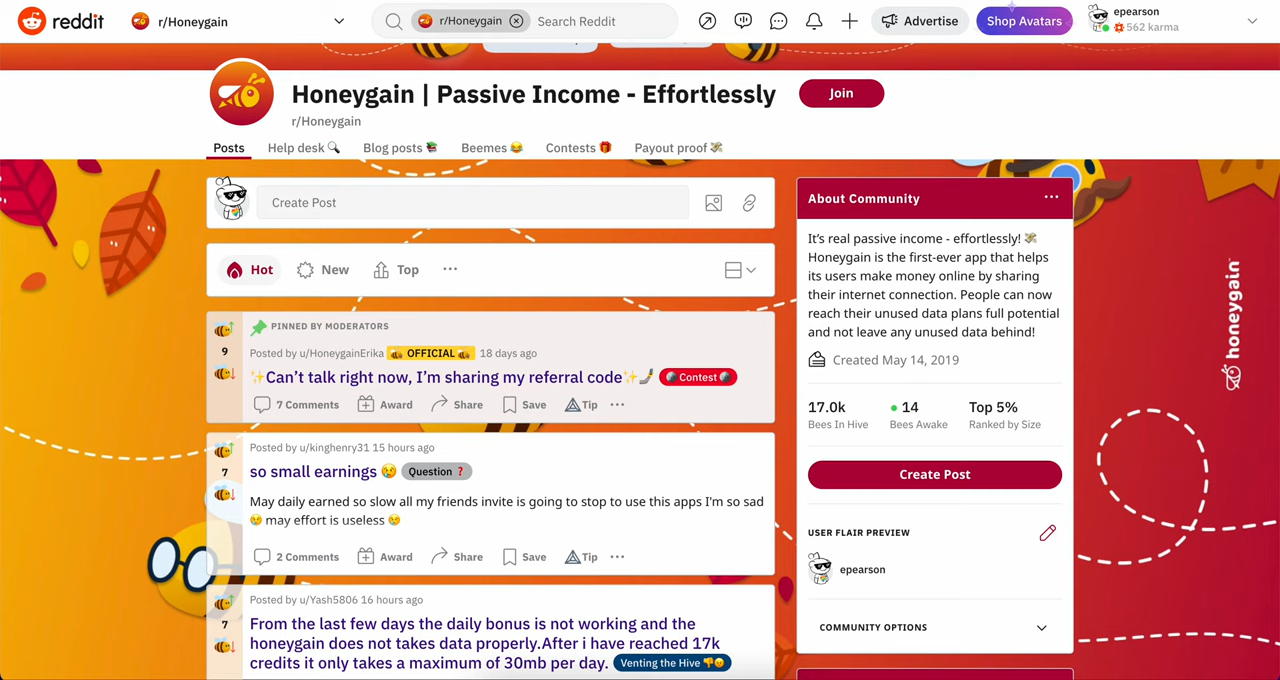 reddit
r/Honeygain
r/Honeygain
Search Reddit
Advertise
Shop Avatars
epearson
562 karma
Honeygain | Passive Income - Effortlessly
Join
r/Honeygain
Posts
Help desk🔍
Blog posts📚
Beemes😂
Contests🎁
Payout proof💸
Create Post
Hot
New
Top
PINNED BY MODERATORS
9
Posted by u/HoneygainErika 🐝 OFFICIAL 🐝 18 days ago
✨Can't talk right now, I'm sharing my referral code✨🤳 Contest
7 Comments
Award
Share
Save
Tip
Posted by u/kinghenry31 15 hours ago
7
so small earnings 😢 Question ❓
May daily earned so slow all my friends invite is going to stop to use this apps I'm so sad
😢 may effort is useless 😢
2 Comments
Award
Share
Save
Tip
Posted by u/Yash5806 16 hours ago
7
From the last few days the daily bonus is not working and the
honeygain does not takes data properly.After i have reached 17k
credits it only takes a maximum of 30mb per day. Venting the Hive 👎😠
About Community
It's real passive income - effortlessly! 💸
Honeygain is the first-ever app that helps
its users make money online by sharing
their internet connection. People can now
reach their unused data plans full potential
and not leave any unused data behind!
Created May 14, 2019
17.0k
14
Top 5%
Bees In Hive
Bees Awake
Ranked by Size
Create Post
USER FLAIR PREVIEW
epearson
COMMUNITY OPTIONS
honeygain